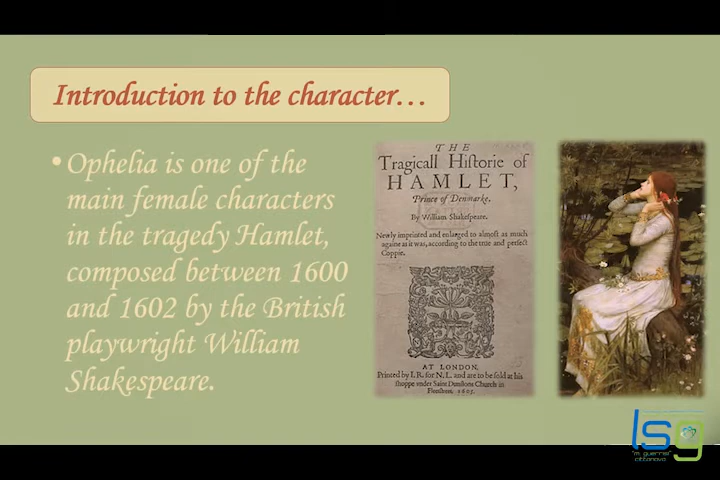 Introduction to the character…
• Ophelia is one of the
main female characters
in the tragedy Hamlet,
composed between 1600
and 1602 by the British
playwright William
Shakespeare.
THE
Tragicall Historie of
HAMLET,
Prince of Denmarke.
By William Shakespeare.
Newly imprinted and enlarged to almost as much
againe as it was, according to the true and perfect
Coppie.
AT LONDON,
Printed by I. R. for N. L. and are to be sold at his
shoppe vnder Saint Dunstons Church in
Fleetstreet. 1605.
lsg
"m. guerrisi"
cittanova